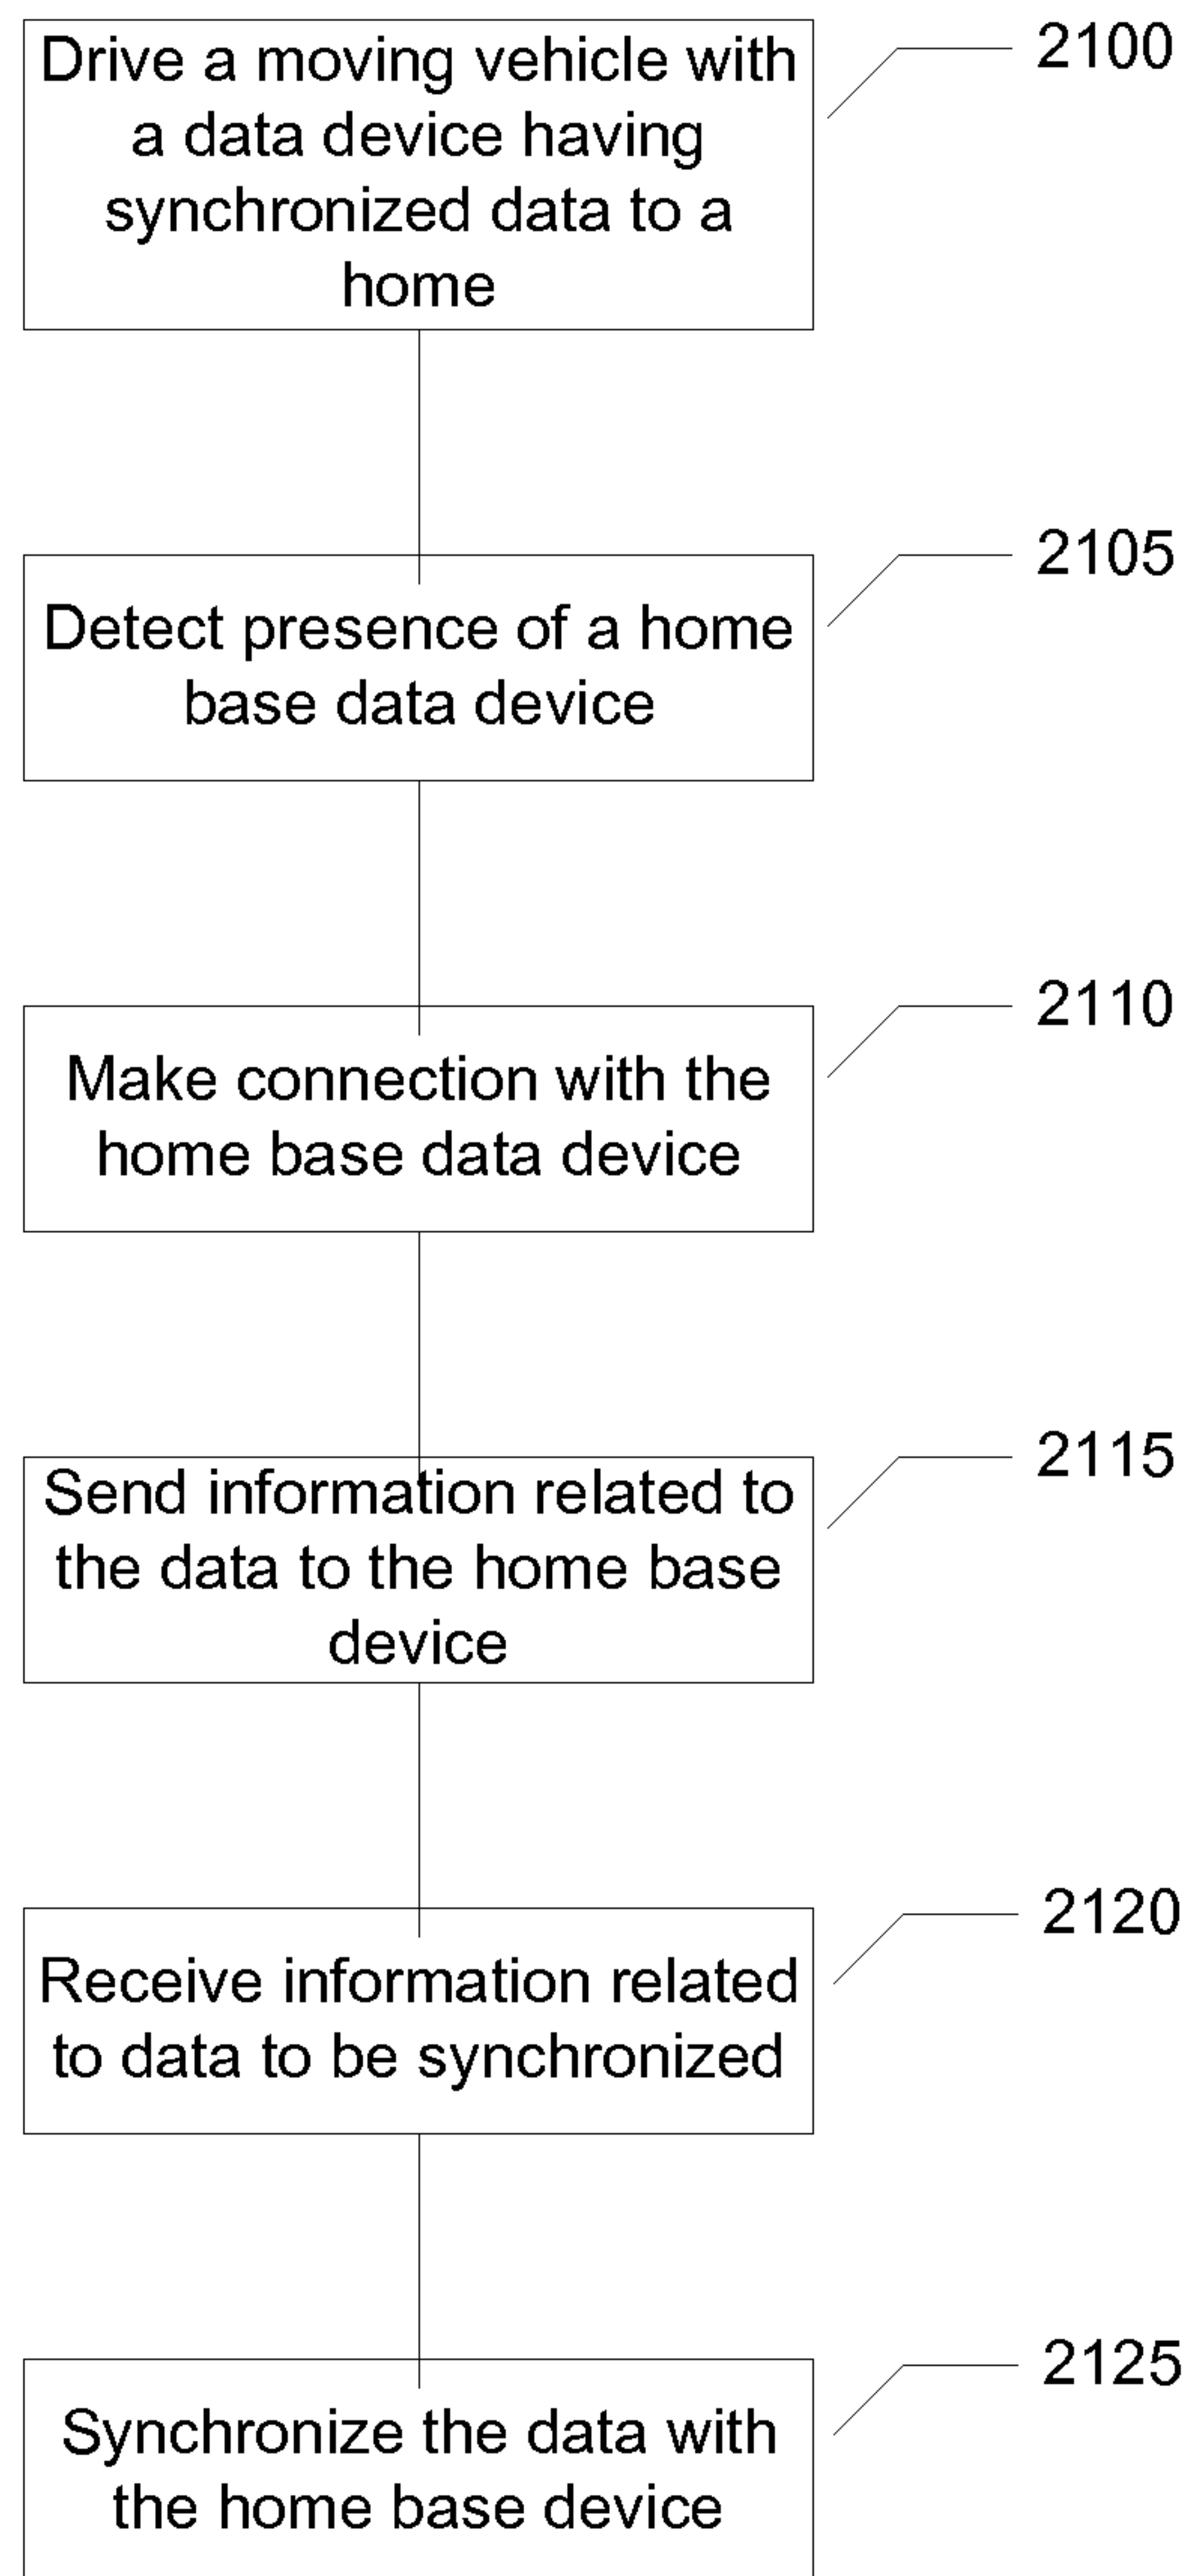 Drive a moving vehicle with
a data device having
synchronized data to a
home
2100
Detect presence of a home
base data device
2105
Make connection with the
home base data device
2110
Send information related to
the data to the home base
device
2115
Receive information related
to data to be synchronized
2120
Synchronize the data with
the home base device
2125